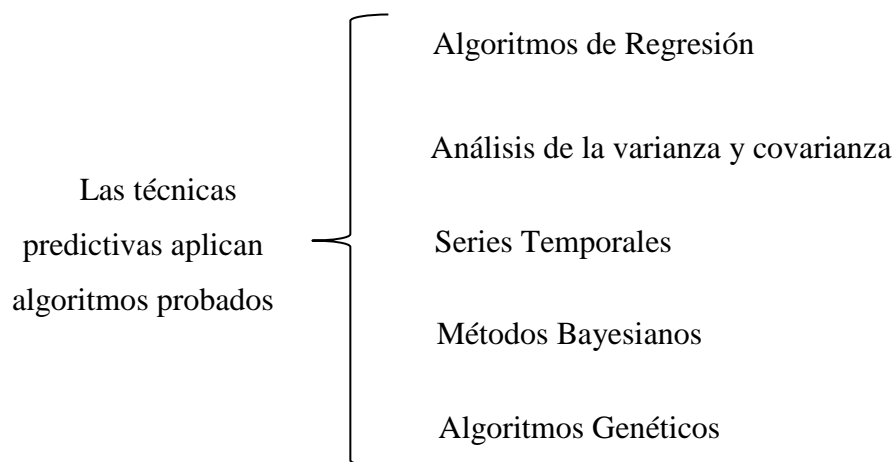 Las técnicas
predictivas aplican
algoritmos probados
Algoritmos de Regresión
Análisis de la varianza y covarianza
Series Temporales
Métodos Bayesianos
Algoritmos Genéticos